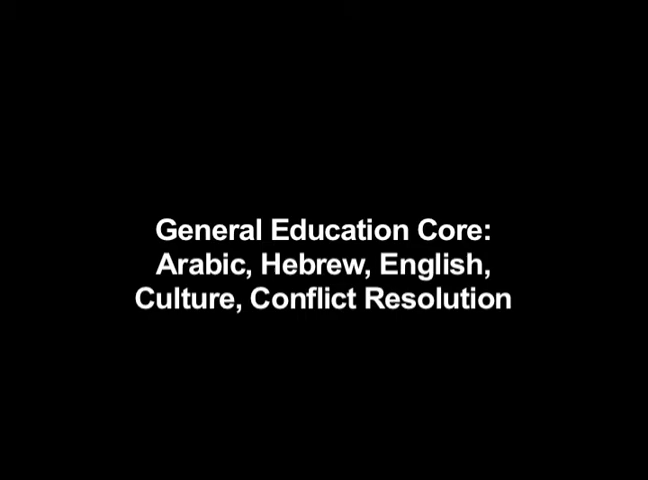 General Education Core:
Arabic, Hebrew, English,
Culture, Conflict Resolution